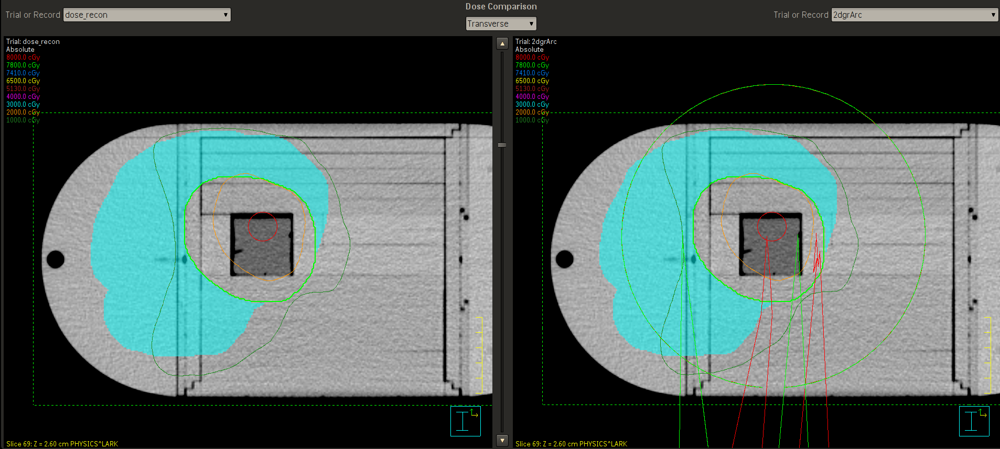 Dose Comparison
Trial or Record dose_recon
Transverse
Trial or Record 2dgrArc
Trial: dose_recon
Absolute
8000.0 cGy
7800.0 cGy
7410.0 cGy
6500.0 cGy
5130.0 cGy
4000.0 cGy
3000.0 cGy
2000.0 cGy
1000.0 cGy
Slice 69: Z = 2.60 cm PHYSICS^LARK
Trial: 2dgrArc
Absolute
8000.0 cGy
7800.0 cGy
7410.0 cGy
6500.0 cGy
5130.0 cGy
4000.0 cGy
3000.0 cGy
2000.0 cGy
1000.0 cGy
Slice 69: Z = 2.60 cm PHYSICS^LARK